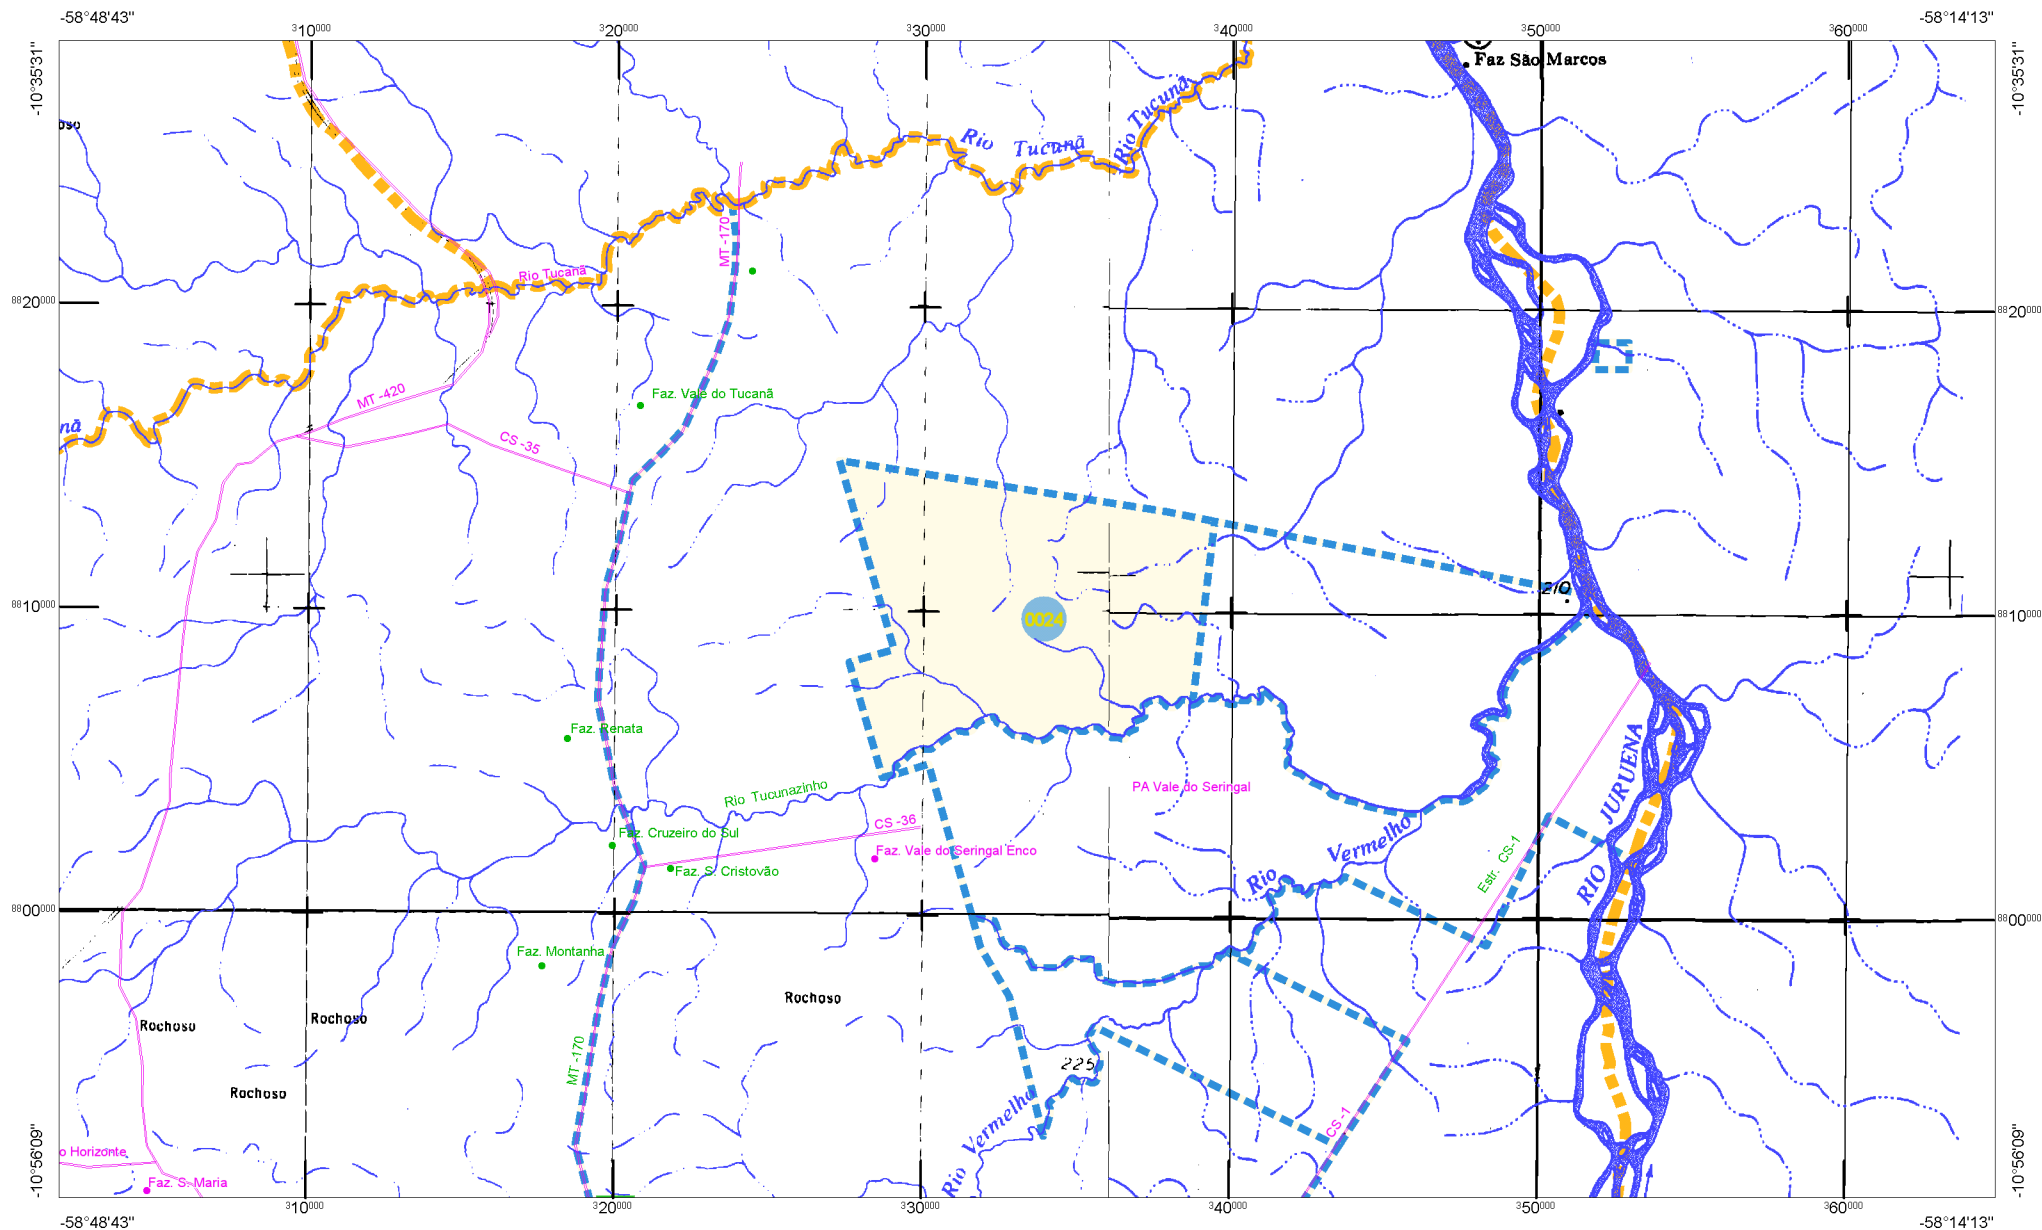 -58°48'43"
-58°14'13"
310000
320000
330000
340000
350000
360000
-10°35'31"
-10°35'31"
Faz São Marcos
oso
Rio Tucanã
Rio Tucunã
MT -170
Rio Tucanã
8820000
8820000
Faz. Vale do Tucanã
MT -420
nã
CS -35
210
8810000
8810000
0024
Faz. Renata
PA Vale do Seringal
Rio Tucunazinho
RIO JURUENA
CS -36
Faz. Cruzeiro do Sul
Faz. Vale do Seringal Enco
Rio Vermelho
Estr. CS-1
Faz. S. Cristovão
8800000
8800000
Faz. Montanha
Rochoso
Rochoso
Rochoso
MT -170
225
Rochoso
Rio Vermelho
CS -1
o Horizonte
Faz. S. Maria
-10°56'09"
-10°56'09"
310000
320000
330000
340000
350000
360000
-58°48'43"
-58°14'13"